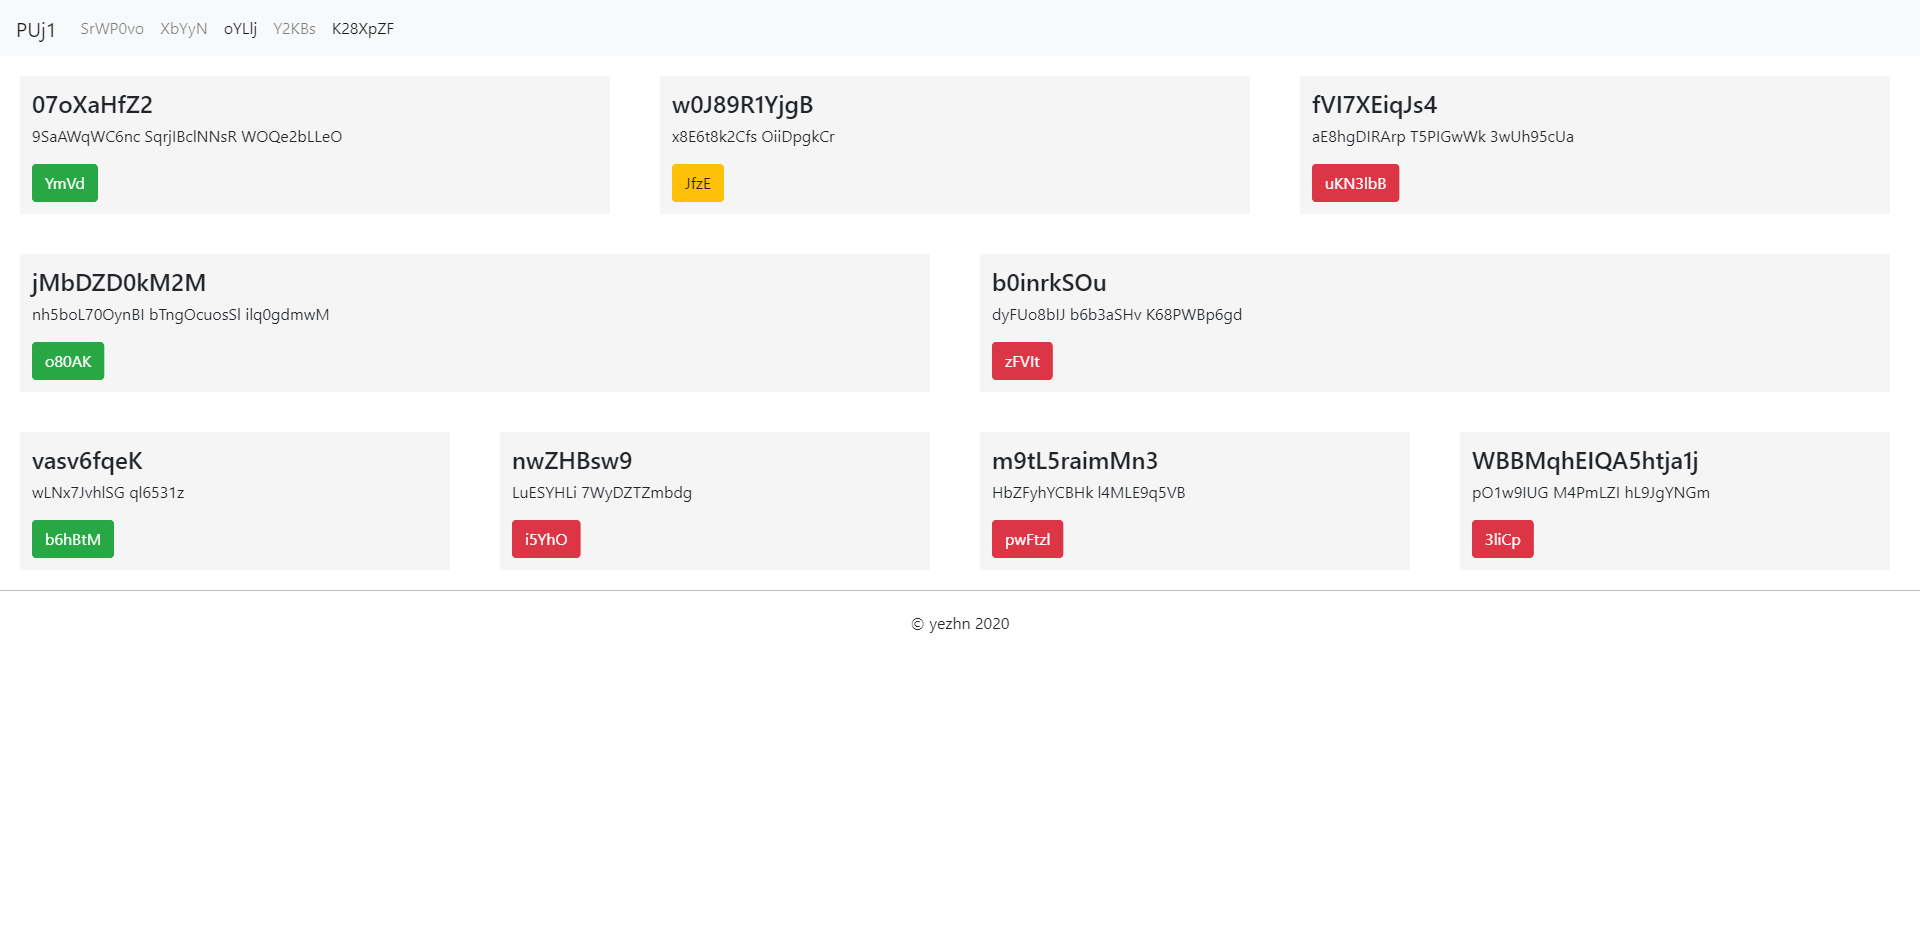 PUj1 SrWP0vo XbYyN oYLlj Y2KBs K28XpZF
07oXaHfZ2
9SaAWqWC6nc SqrjIBclNNsR WOQe2bLLeO
YmVd
w0J89R1YjgB
x8E6t8k2Cfs OiiDpgkCr
JfzE
fVI7XEiqJs4
aE8hgDIRArp T5PIGwWk 3wUh95cUa
uKN3lbB
jMbDZD0kM2M
nh5boL70OynBI bTngOcuosSl ilq0gdmwM
o80AK
b0inrkSOu
dyFUo8bIJ b6b3aSHv K68PWBp6gd
zFVIt
vasv6fqeK
wLNx7JvhlSG ql6531z
b6hBtM
nwZHBsw9
LuESYHLi 7WyDZTZmbdg
i5YhO
m9tL5raimMn3
HbZFyhYCBHk l4MLE9q5VB
pwFtzl
WBBMqhEIQA5htja1j
pO1w9IUG M4PmLZI hL9JgYNGm
3liCp
© yezhn 2020